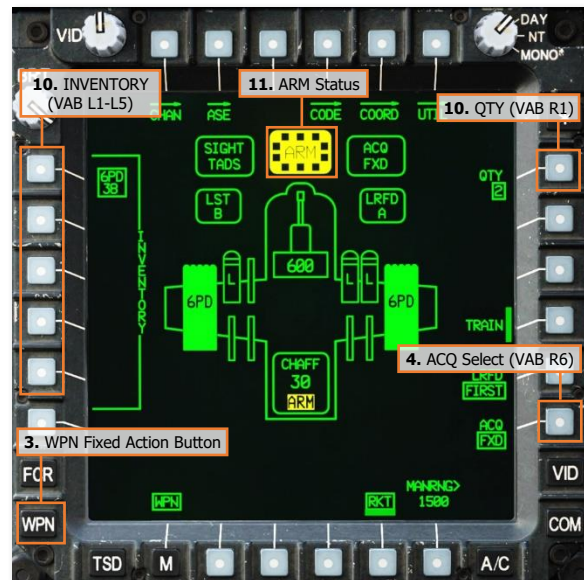 VID
DAY
NT
MONO*
10. INVENTORY
(VAB L1-L5)
11. ARM Status
10. QTY (VAB R1)
CHAN
ASE
CODE
COORD
UTIL
SIGHT
TADS
ARM
ACQ
FXD
6PD
38
QTY
2
LST
B
LRFD
A
INVENTORY
600
L
L
L
6PD
6PD
TRAIN
CHAFF
30
ARM
4. ACQ Select (VAB R6)
LRFD
FIRST
ACQ
FXD
3. WPN Fixed Action Button
FCR
VID
WPN
RKT
MANRNG>
1500
WPN
COM
TSD
M
A/C